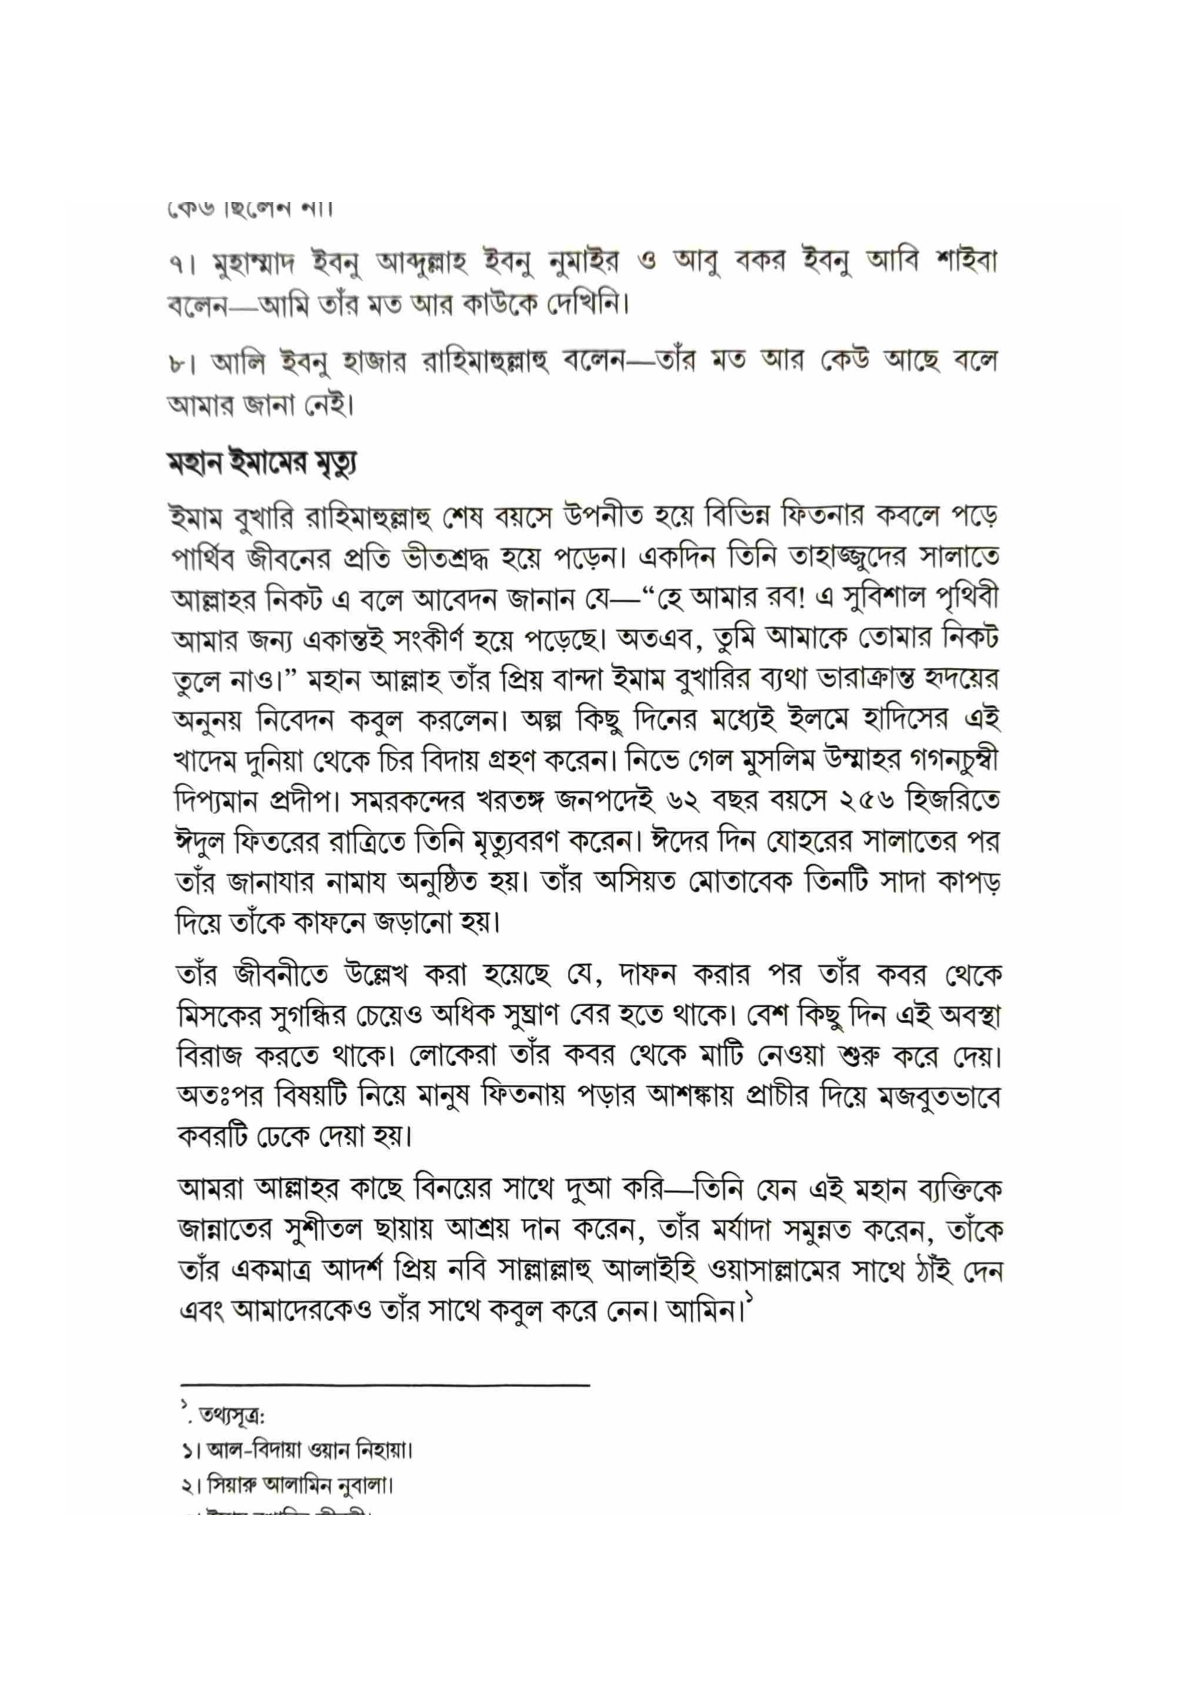 কেউ ছিলেন না।
৭। মুহাম্মাদ ইবনু আব্দুল্লাহ ইবনু নুমাইর ও আবু বকর ইবনু আবি শাইবা
বলেন—আমি তাঁর মত আর কাউকে দেখিনি।
৮। আলি ইবনু হাজার রাহিমাহুল্লাহু বলেন—তাঁর মত আর কেউ আছে বলে
আমার জানা নেই।
মহান ইমামের মৃত্যু
ইমাম বুখারি রাহিমাহুল্লাহু শেষ বয়সে উপনীত হয়ে বিভিন্ন ফিতনার কবলে পড়ে
পার্থিব জীবনের প্রতি ভীতশ্রদ্ধ হয়ে পড়েন। একদিন তিনি তাহাজ্জুদের সালাতে
আল্লাহর নিকট এ বলে আবেদন জানান যে—“হে আমার রব! এ সুবিশাল পৃথিবী
আমার জন্য একান্তই সংকীর্ণ হয়ে পড়েছে। অতএব, তুমি আমাকে তোমার নিকট
তুলে নাও।” মহান আল্লাহ তাঁর প্রিয় বান্দা ইমাম বুখারির ব্যথা ভারাক্রান্ত হৃদয়ের
অনুনয় নিবেদন কবুল করলেন। অল্প কিছু দিনের মধ্যেই ইলমে হাদিসের এই
খাদেম দুনিয়া থেকে চির বিদায় গ্রহণ করেন। নিভে গেল মুসলিম উম্মাহর গগনচুম্বী
দিপ্যমান প্রদীপ। সমরকন্দের খরতঙ্গ জনপদেই ৬২ বছর বয়সে ২৫৬ হিজরিতে
ঈদুল ফিতরের রাত্রিতে তিনি মৃত্যুবরণ করেন। ঈদের দিন যোহরের সালাতের পর
তাঁর জানাযার নামায অনুষ্ঠিত হয়। তাঁর অসিয়ত মোতাবেক তিনটি সাদা কাপড়
দিয়ে তাঁকে কাফনে জড়ানো হয়।
তাঁর জীবনীতে উল্লেখ করা হয়েছে যে, দাফন করার পর তাঁর কবর থেকে
মিসকের সুগন্ধির চেয়েও অধিক সুঘ্রাণ বের হতে থাকে। বেশ কিছু দিন এই অবস্থা
বিরাজ করতে থাকে। লোকেরা তাঁর কবর থেকে মাটি নেওয়া শুরু করে দেয়।
অতঃপর বিষয়টি নিয়ে মানুষ ফিতনায় পড়ার আশঙ্কায় প্রাচীর দিয়ে মজবুতভাবে
কবরটি ঢেকে দেয়া হয়।
আমরা আল্লাহর কাছে বিনয়ের সাথে দুআ করি—তিনি যেন এই মহান ব্যক্তিকে
জান্নাতের সুশীতল ছায়ায় আশ্রয় দান করেন, তাঁর মর্যাদা সমুন্নত করেন, তাঁকে
তাঁর একমাত্র আদর্শ প্রিয় নবি সাল্লাল্লাহু আলাইহি ওয়াসাল্লামের সাথে ঠাঁই দেন
এবং আমাদেরকেও তাঁর সাথে কবুল করে নেন। আমিন।১
১. তথ্যসূত্র:
১। আল-বিদায়া ওয়ান নিহায়া।
২। সিয়ারু আলামিন নুবালা।